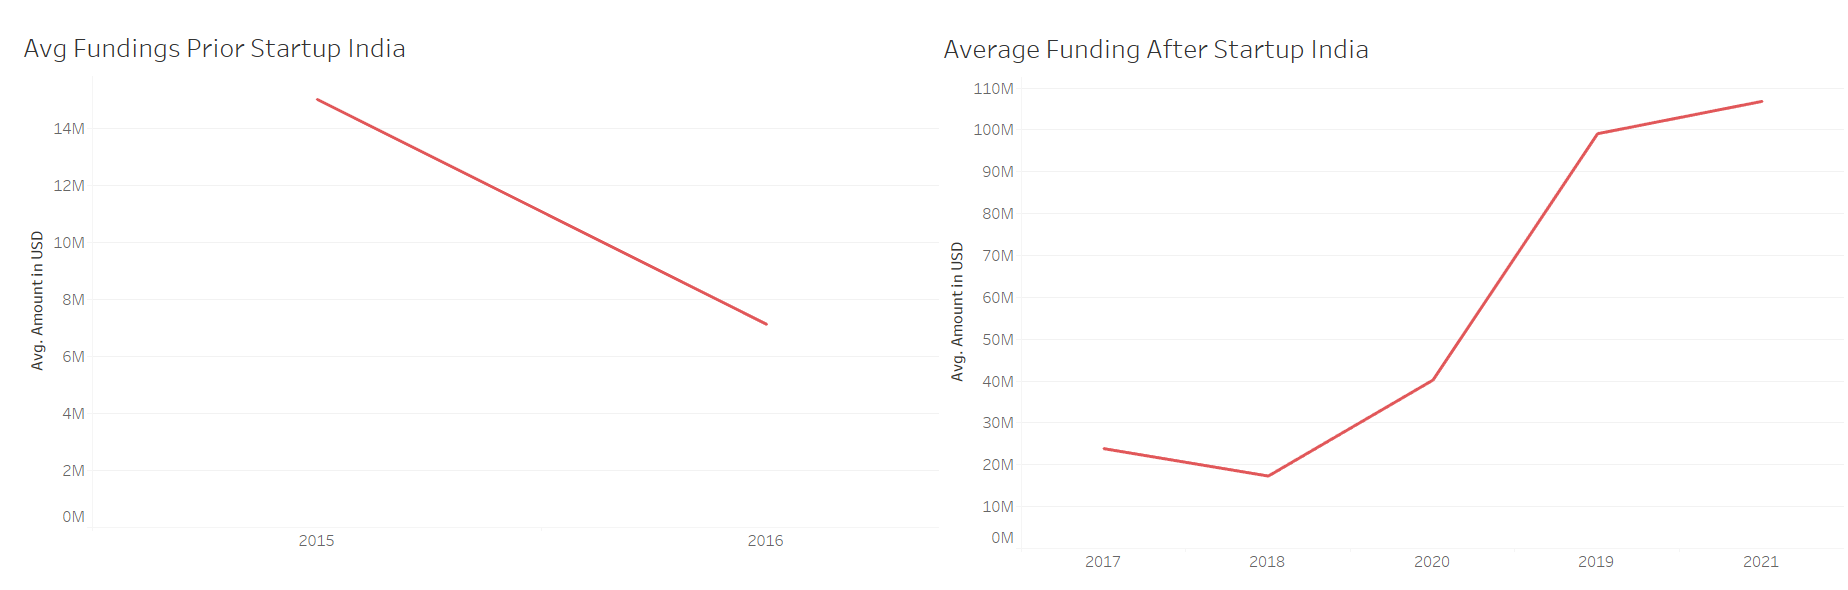 Avg Fundings Prior Startup India
Avg. Amount in USD
14M
12M
10M
8M
6M
4M
2M
0M
2015 2016
Average Funding After Startup India
Avg. Amount in USD
110M
100M
90M
80M
70M
60M
50M
40M
30M
20M
10M
0M
2017 2018 2020 2019 2021